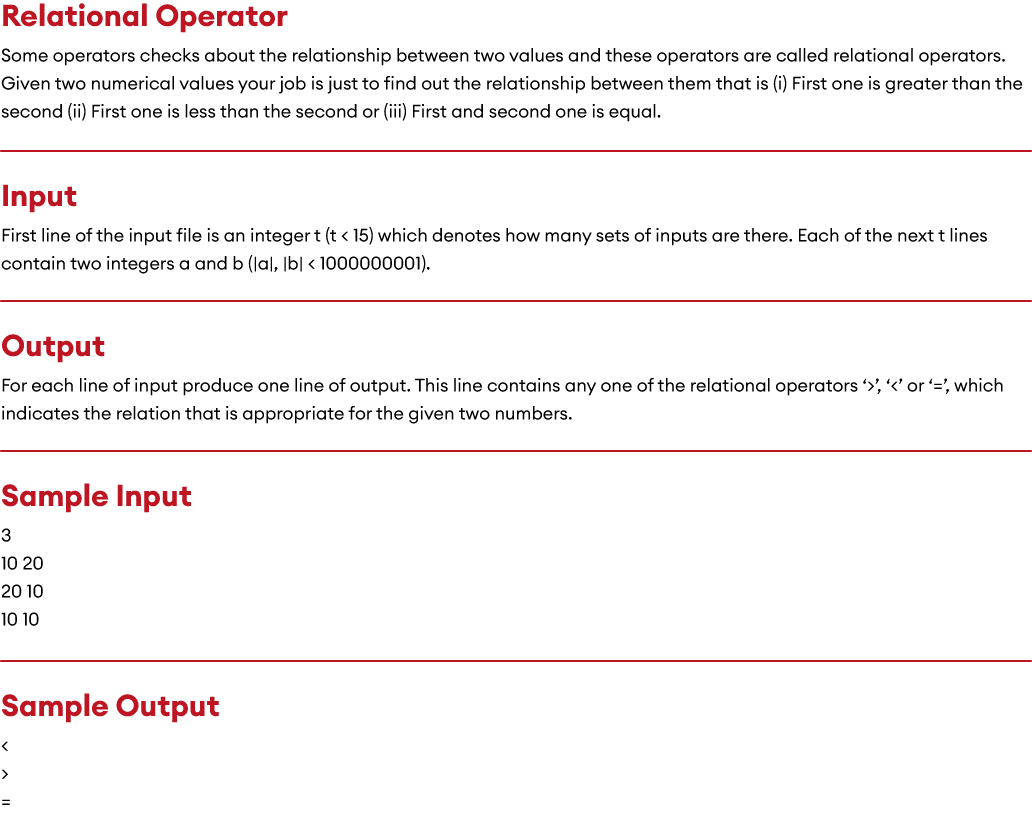 Relational Operator
Some operators checks about the relationship between two values and these operators are called relational operators.
Given two numerical values your job is just to find out the relationship between them that is (i) First one is greater than the
second (ii) First one is less than the second or (iii) First and second one is equal.
Input
First line of the input file is an integer t (t < 15) which denotes how many sets of inputs are there. Each of the next t lines
contain two integers a and b (|a|, |b| < 1000000001).
Output
For each line of input produce one line of output. This line contains any one of the relational operators ‘>’, ‘<’ or ‘=’, which
indicates the relation that is appropriate for the given two numbers.
Sample Input
3
10 20
20 10
10 10
Sample Output
<
>
=